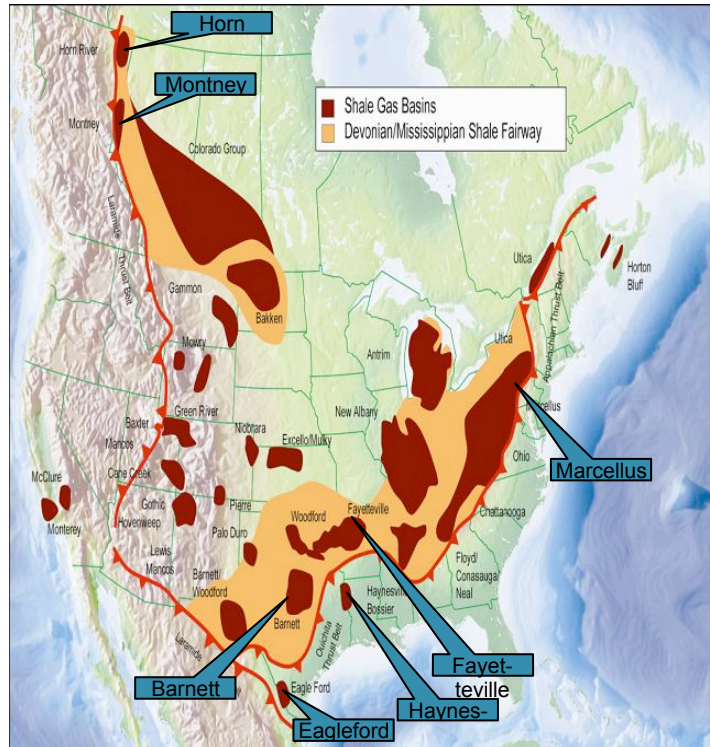 Horn
Horn River
Montney
Montney
Shale Gas Basins
Devonian/Mississippian Shale Fairway
Colorado Group
Laramide
Thrust Belt
Gammon
Bakken
Utica
Horton
Bluff
Appalachian Thrust Belt
Utica
Mowry
Antrim
Green River
Niobrara
New Albany
Baxter
Mancos
Excello/Mulky
Marcellus
Marcellus
Ohio
McClure
Cane Creek
Monterey
Gothic
Hovenweep
Pierre
Palo Duro
Woodford
Fayetteville
Chattanooga
Lewis
Mancos
Barnett/
Woodford
Floyd/
Conasauga/
Neal
Haynesville
Bossier
Barnett
Ouichita
Thrust Belt
Laramide
Barnett
Eagle Ford
Eagleford
Fayet-
teville
Haynes-